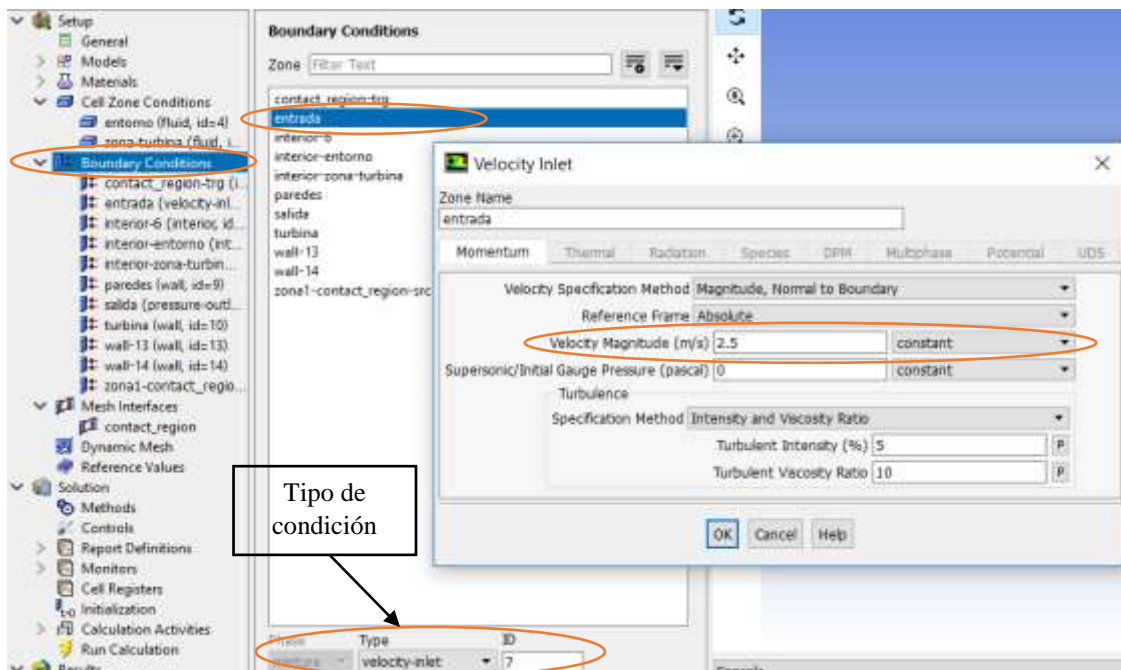 Setup
General
Models
Materials
Cell Zone Conditions
entorno (fluid, id=4)
zona-turbina (fluid, i...
Boundary Conditions
contact_region-trg (i...
entrada (velocity-inl...
interior-6 (interior, id...
interior-entorno (int...
interior-zona-turbin...
paredes (wall, id=9)
salida (pressure-outl...
turbina (wall, id=10)
wall-13 (wall, id=13)
wall-14 (wall, id=14)
zona1-contact_regio...
Mesh Interfaces
contact_region
Dynamic Mesh
Reference Values
Solution
Methods
Controls
Report Definitions
Monitors
Cell Registers
Initialization
Calculation Activities
Run Calculation
Results
Boundary Conditions
Zone Filter Text
contact_region-trg
entrada
interior-6
interior-entorno
interior-zona-turbina
paredes
salida
turbina
wall-13
wall-14
zona1-contact_region-src
Tipo de
condición
Phase Type ID
mixture velocity-inlet 7
Velocity Inlet
Zone Name
entrada
Momentum Thermal Radiation Species DPM Multiphase Potential UDS
Velocity Specification Method Magnitude, Normal to Boundary
Reference Frame Absolute
Velocity Magnitude (m/s) 2.5 constant
Supersonic/Initial Gauge Pressure (pascal) 0 constant
Turbulence
Specification Method Intensity and Viscosity Ratio
Turbulent Intensity (%) 5 P
Turbulent Viscosity Ratio 10 P
OK Cancel Help
Console